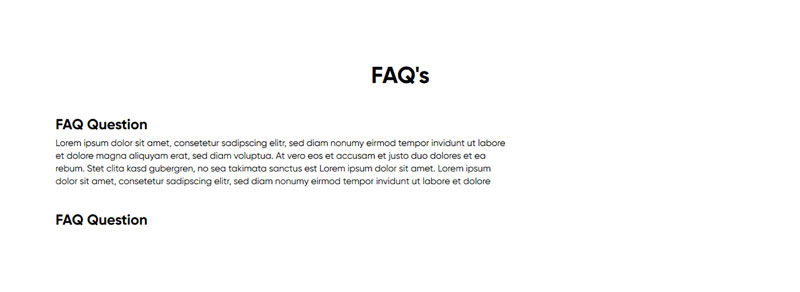 FAQ's
FAQ Question
Lorem ipsum dolor sit amet, consetetur sadipscing elitr, sed diam nonumy eirmod tempor invidunt ut labore
et dolore magna aliquyam erat, sed diam voluptua. At vero eos et accusam et justo duo dolores et ea
rebum. Stet clita kasd gubergren, no sea takimata sanctus est Lorem ipsum dolor sit amet. Lorem ipsum
dolor sit amet, consetetur sadipscing elitr, sed diam nonumy eirmod tempor invidunt ut labore et dolore
FAQ Question